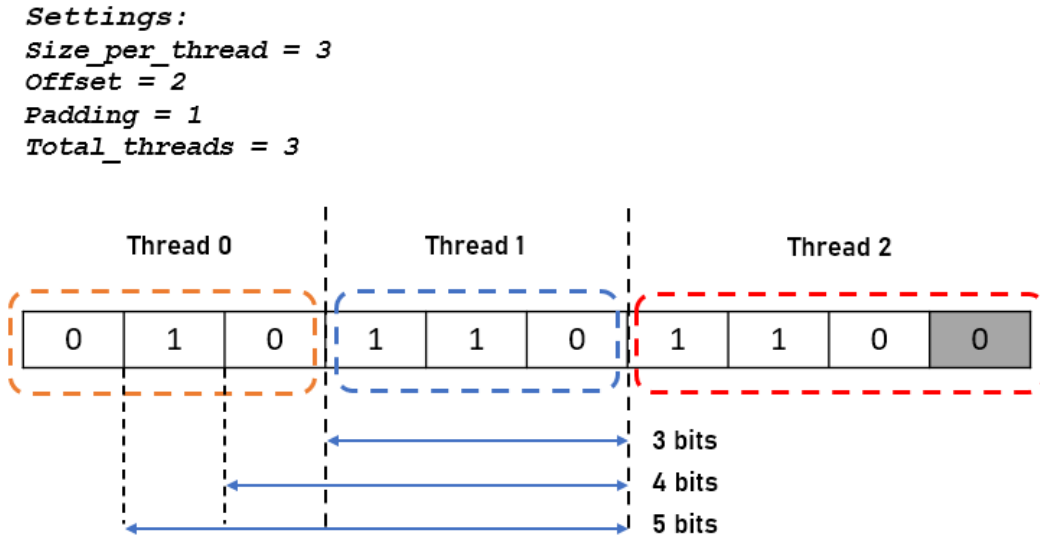 Settings:
Size_per_thread = 3
Offset = 2
Padding = 1
Total_threads = 3
Thread 0 Thread 1 Thread 2
0 1 0 1 1 0 1 1 0 0
3 bits
4 bits
5 bits